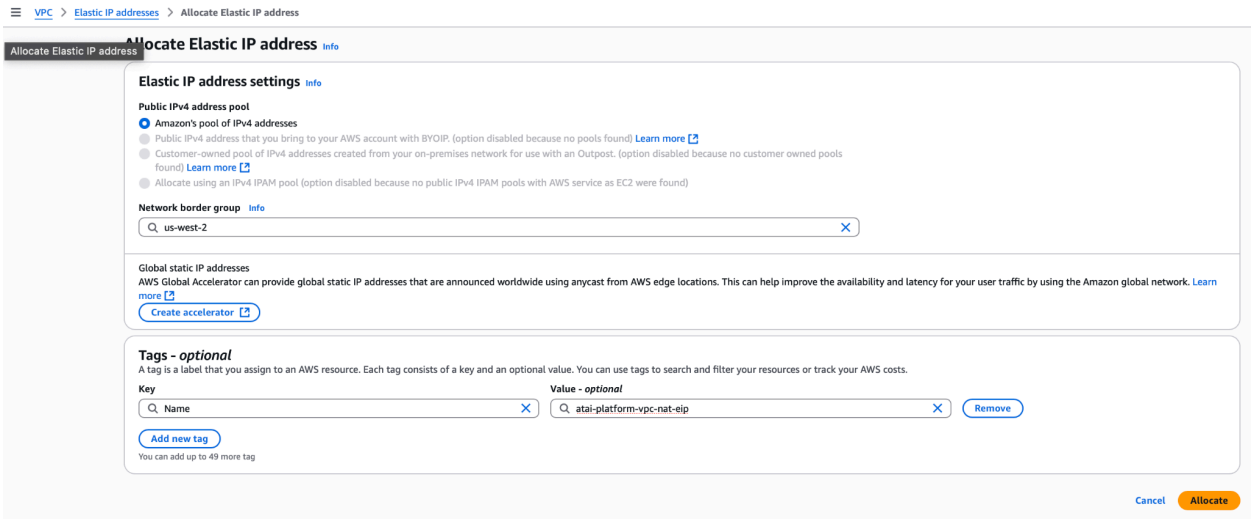 VPC > Elastic IP addresses > Allocate Elastic IP address
Allocate Elastic IP address Info
Allocate Elastic IP address
Elastic IP address settings Info
Public IPv4 address pool
Amazon's pool of IPv4 addresses
Public IPv4 address that you bring to your AWS account with BYOIP. (option disabled because no pools found) Learn more
Customer-owned pool of IPv4 addresses created from your on-premises network for use with an Outpost. (option disabled because no customer owned pools
found) Learn more
Allocate using an IPv4 IPAM pool (option disabled because no public IPv4 IPAM pools with AWS service as EC2 were found)
Network border group Info
us-west-2
Global static IP addresses
AWS Global Accelerator can provide global static IP addresses that are announced worldwide using anycast from AWS edge locations. This can help improve the availability and latency for your user traffic by using the Amazon global network. Learn
more
Create accelerator
Tags - optional
A tag is a label that you assign to an AWS resource. Each tag consists of a key and an optional value. You can use tags to search and filter your resources or track your AWS costs.
Key Value - optional
Name atai-platform-vpc-nat-eip Remove
Add new tag
You can add up to 49 more tag
Cancel Allocate